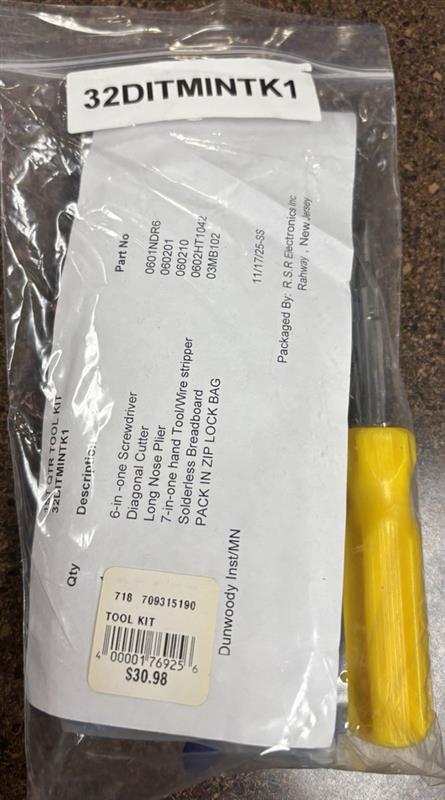 32DITMINTK1
QTR TOOL KIT
32DITMINTK1
Qty Description Part No
6-in -one Screwdriver 0601NDR6
Diagonal Cutter 060201
Long Nose Plier 060210
7-in-one hand Tool/Wire stripper 0602HT1042
Solderless Breadboard 03MB102
PACK IN ZIP LOCK BAG
11/17/25-SS
Dunwoody Inst/MN
Packaged By: R.S.R Electronics Inc
Rahway , New Jersey
718 709315190
TOOL KIT
4 00001 76925 6
$30.98